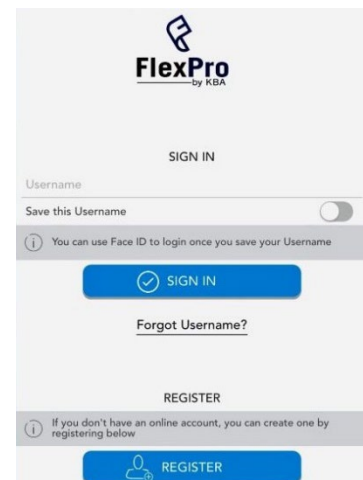 FlexPro
by KBA
SIGN IN
Username
Save this Username
You can use Face ID to login once you save your Username
SIGN IN
Forgot Username?
REGISTER
If you don't have an online account, you can create one by
registering below
REGISTER